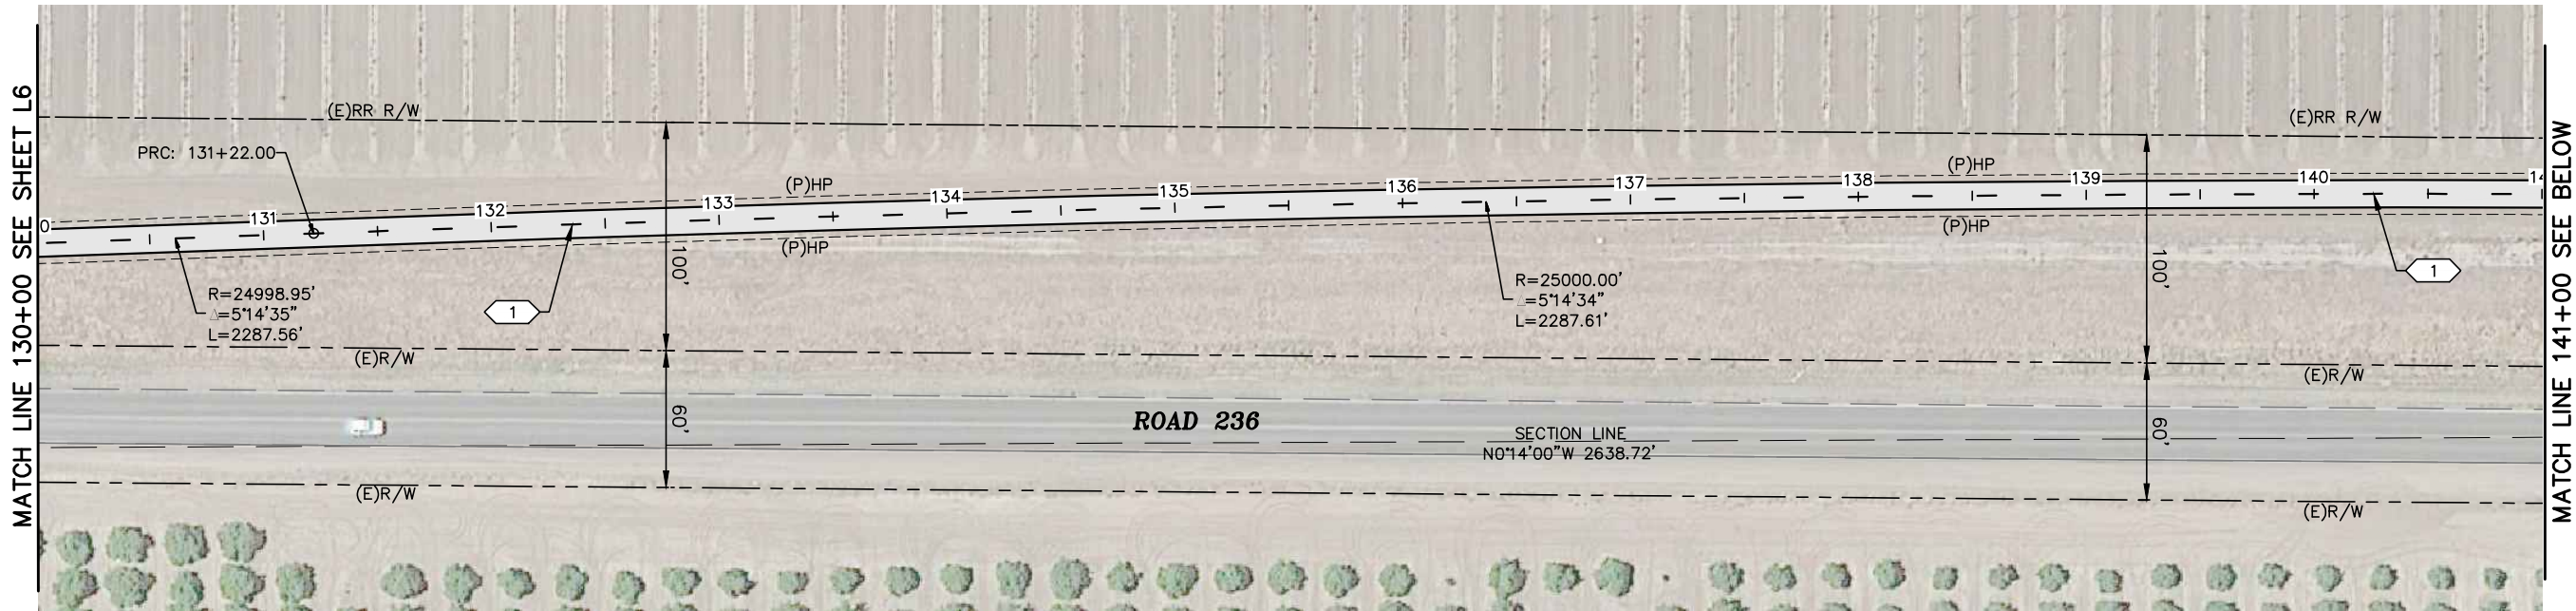 MATCH LINE 130+00 SEE SHEET L6
(E)RR R/W
(E)RR R/W
PRC: 131+22.00
(P)HP
(P)HP
0
131
132
133
134
135
136
137
138
139
140
14
(P)HP
(P)HP
100'
100'
R=24998.95'
Δ=5°14'35"
L=2287.56'
1
R=25000.00'
Δ=5°14'34"
L=2287.61'
1
(E)R/W
(E)R/W
60'
60'
ROAD 236
SECTION LINE
N0°14'00"W 2638.72'
(E)R/W
(E)R/W
MATCH LINE 141+00 SEE BELOW